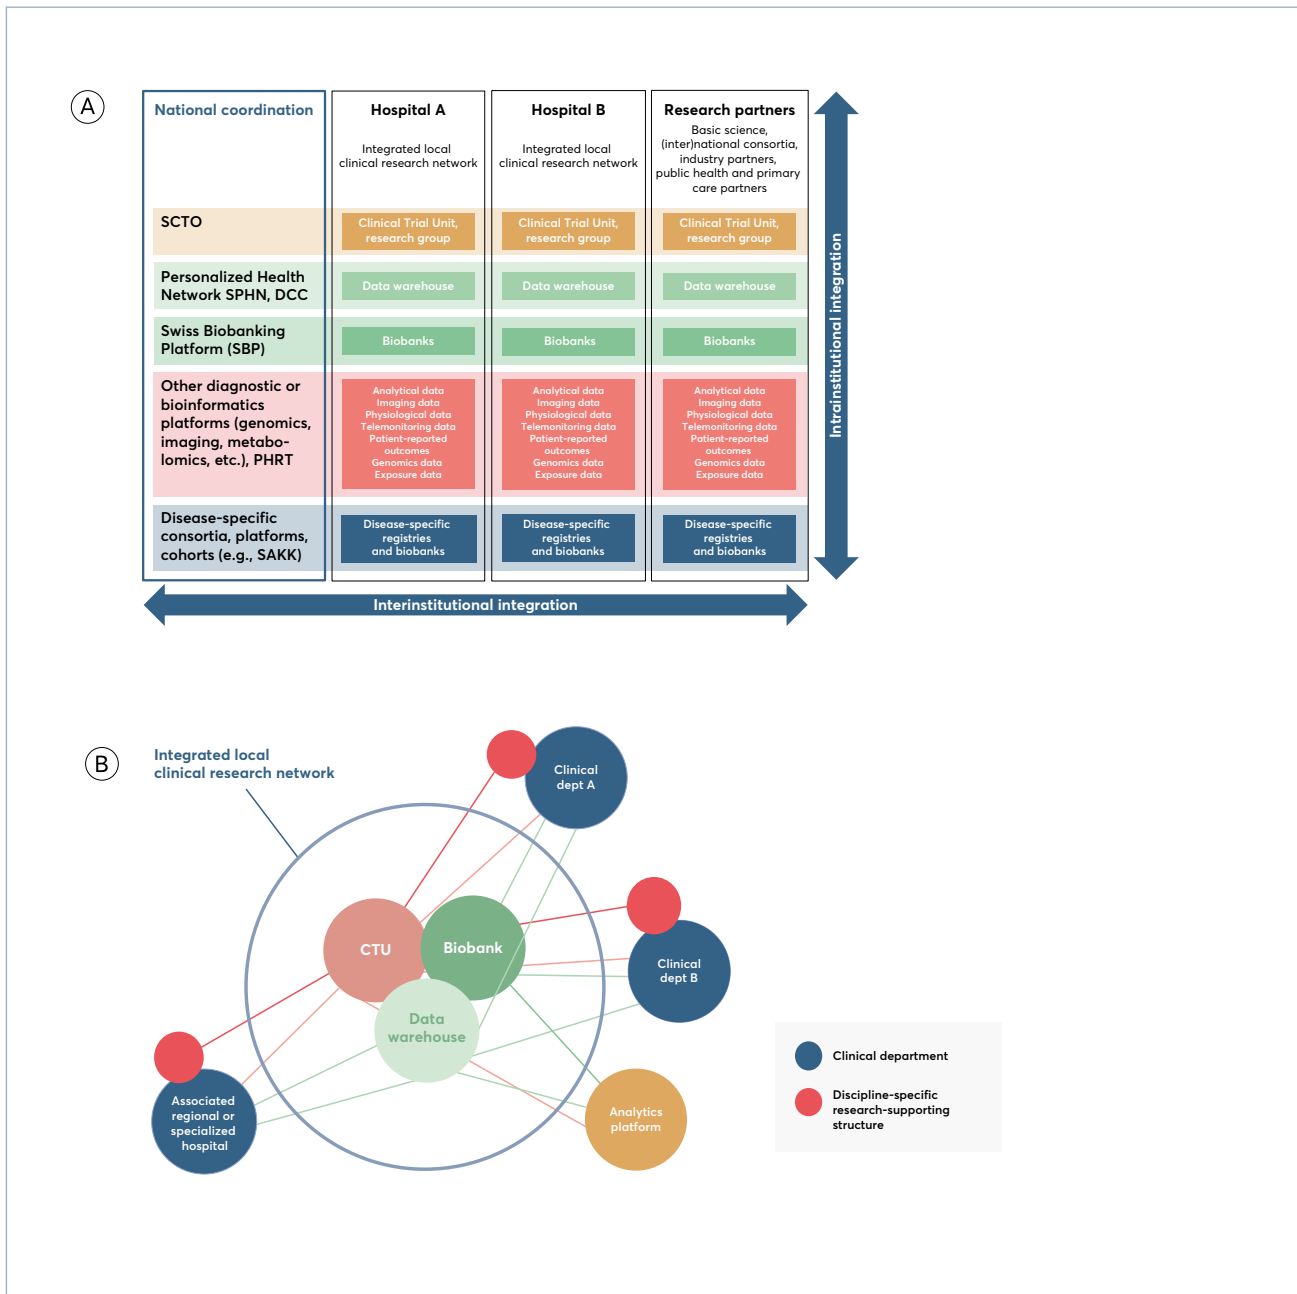 A
National coordination
Hospital A
Integrated local
clinical research network
Hospital B
Integrated local
clinical research network
Research partners
Basic science,
(inter)national consortia,
industry partners,
public health and primary
care partners
SCTO
Clinical Trial Unit,
research group
Clinical Trial Unit,
research group
Clinical Trial Unit,
research group
Personalized Health
Network SPHN, DCC
Data warehouse
Data warehouse
Data warehouse
Swiss Biobanking
Platform (SBP)
Biobanks
Biobanks
Biobanks
Other diagnostic or
bioinformatics
platforms (genomics,
imaging, metabo-
lomics, etc.), PHRT
Analytical data
Imaging data
Physiological data
Telemonitoring data
Patient-reported
outcomes
Genomics data
Exposure data
Analytical data
Imaging data
Physiological data
Telemonitoring data
Patient-reported
outcomes
Genomics data
Exposure data
Analytical data
Imaging data
Physiological data
Telemonitoring data
Patient-reported
outcomes
Genomics data
Exposure data
Disease-specific
consortia, platforms,
cohorts (e.g., SAKK)
Disease-specific
registries
and biobanks
Disease-specific
registries
and biobanks
Disease-specific
registries
and biobanks
Intrainstitutional integration
Interinstitutional integration
B
Integrated local
clinical research network
Clinical
dept A
CTU
Biobank
Clinical
dept B
Data
warehouse
Associated
regional or
specialized
hospital
Analytics
platform
Clinical department
Discipline-specific
research-supporting
structure